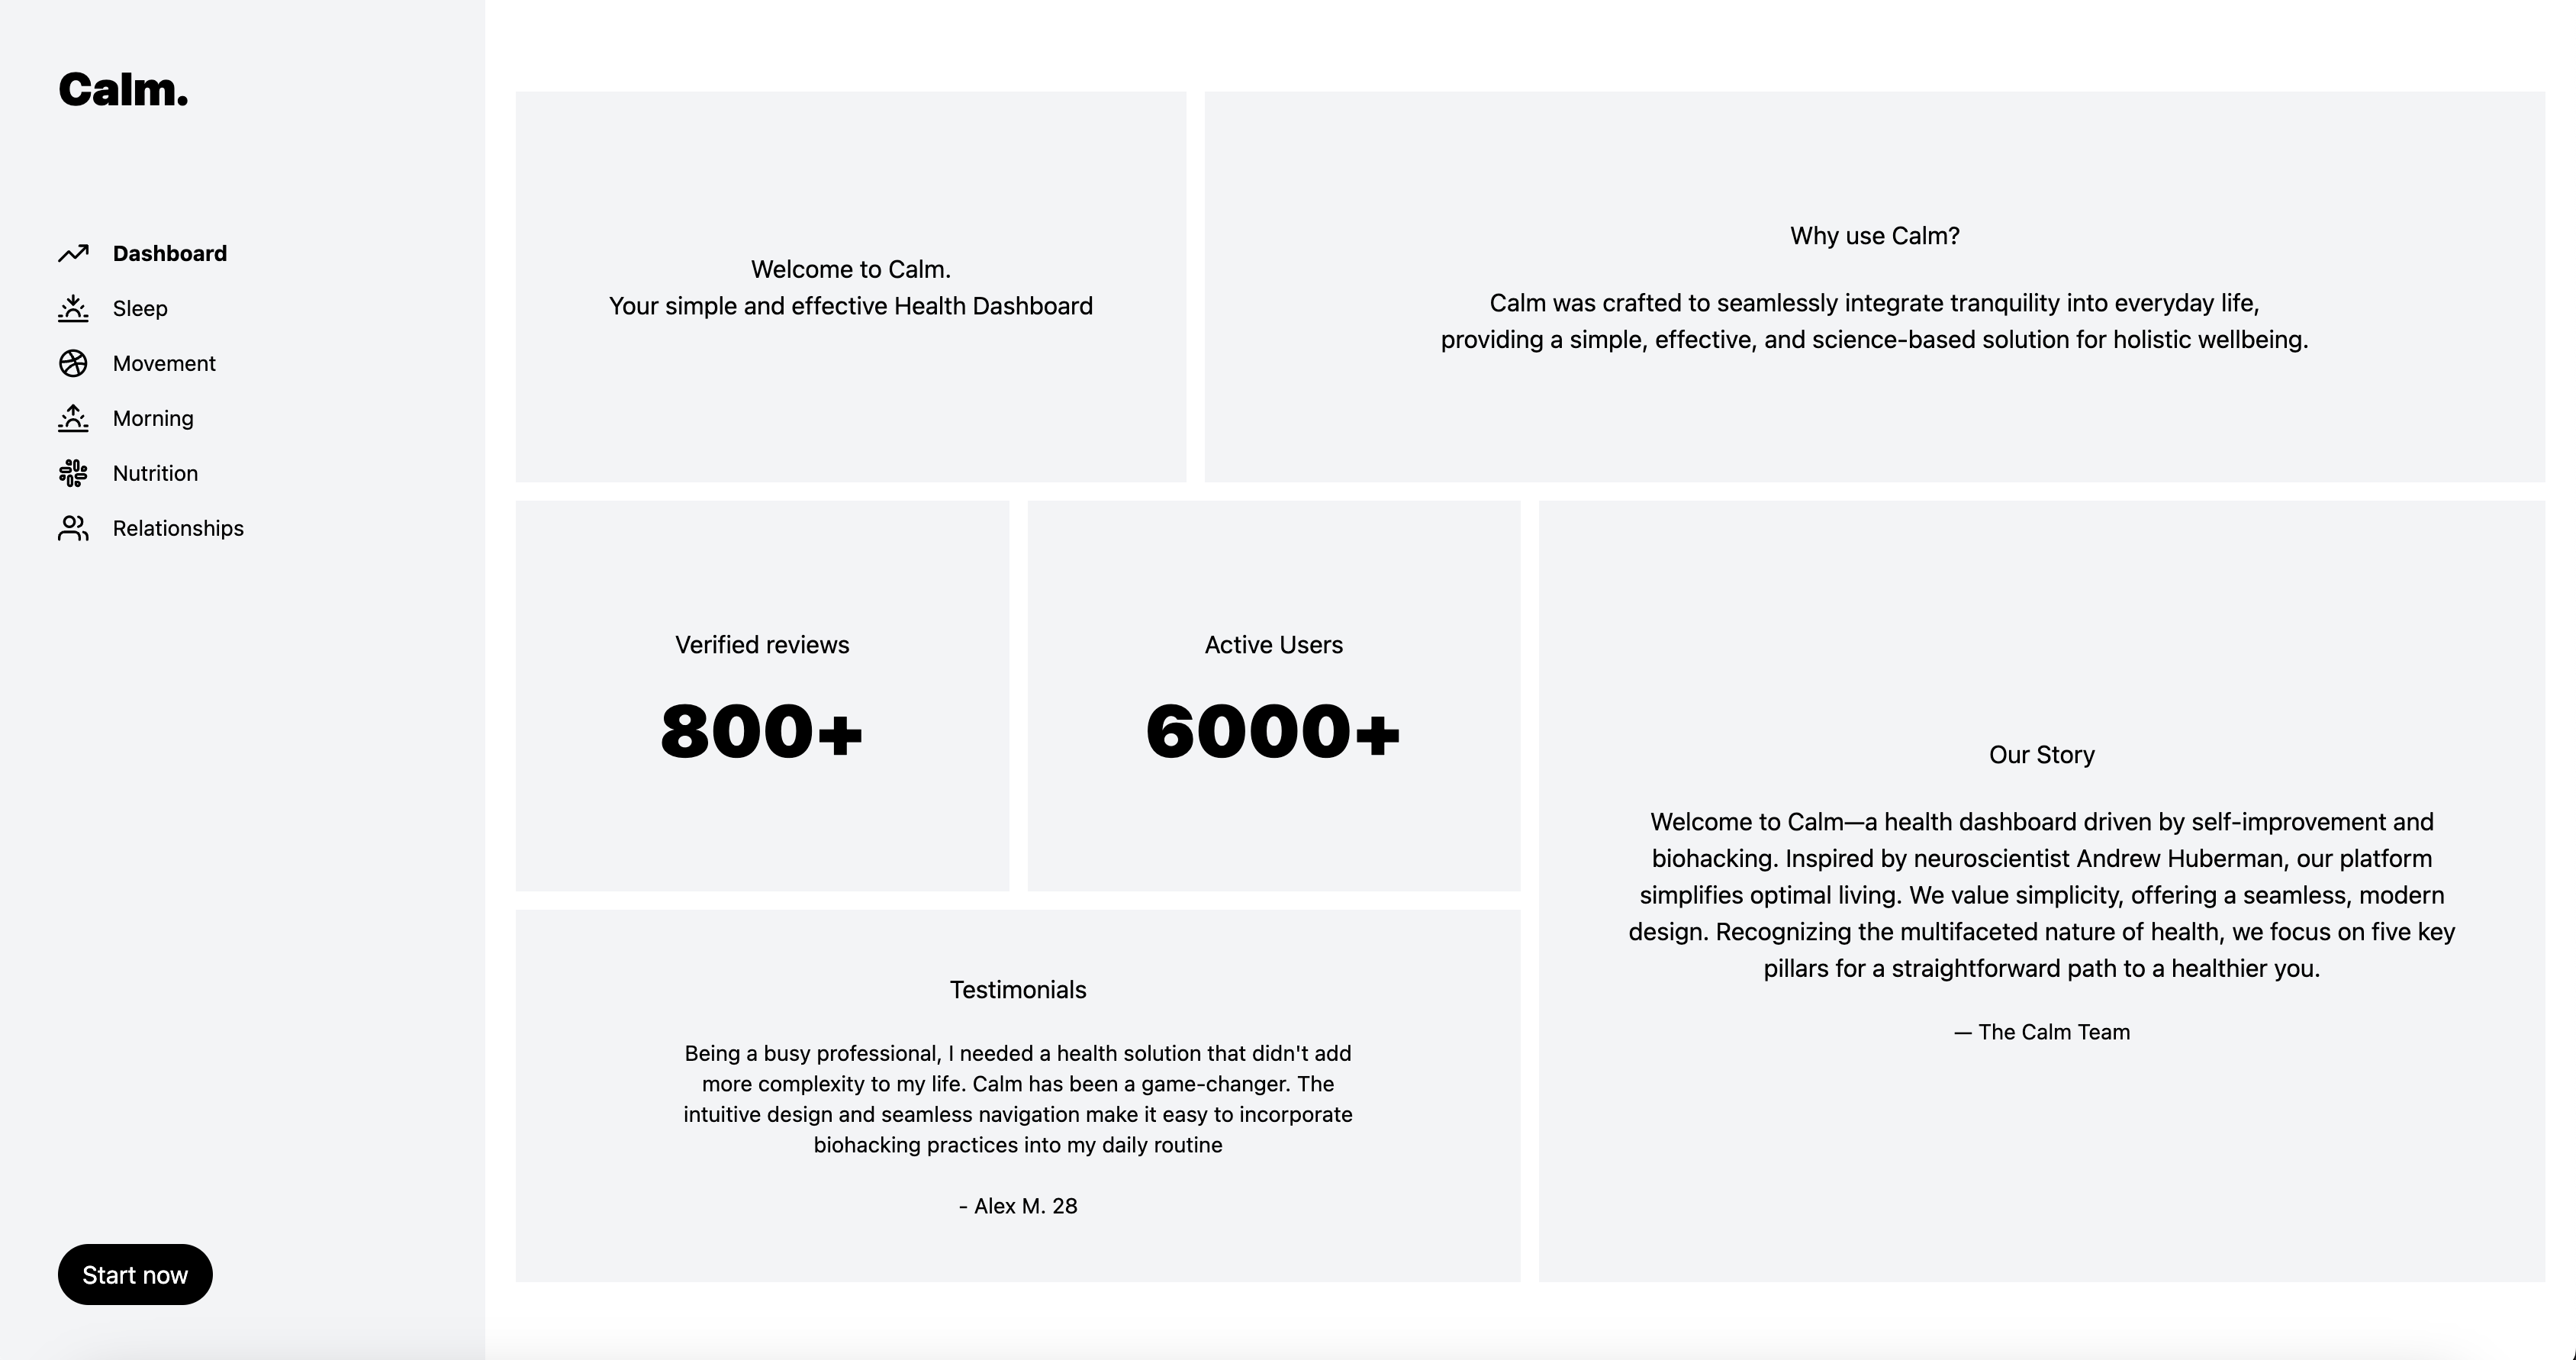 Calm.
Dashboard
Sleep
Movement
Morning
Nutrition
Relationships
Start now
Welcome to Calm.
Your simple and effective Health Dashboard
Why use Calm?
Calm was crafted to seamlessly integrate tranquility into everyday life,
providing a simple, effective, and science-based solution for holistic wellbeing.
Verified reviews
800+
Active Users
6000+
Testimonials
Being a busy professional, I needed a health solution that didn't add
more complexity to my life. Calm has been a game-changer. The
intuitive design and seamless navigation make it easy to incorporate
biohacking practices into my daily routine
- Alex M. 28
Our Story
Welcome to Calm—a health dashboard driven by self-improvement and
biohacking. Inspired by neuroscientist Andrew Huberman, our platform
simplifies optimal living. We value simplicity, offering a seamless, modern
design. Recognizing the multifaceted nature of health, we focus on five key
pillars for a straightforward path to a healthier you.
— The Calm Team